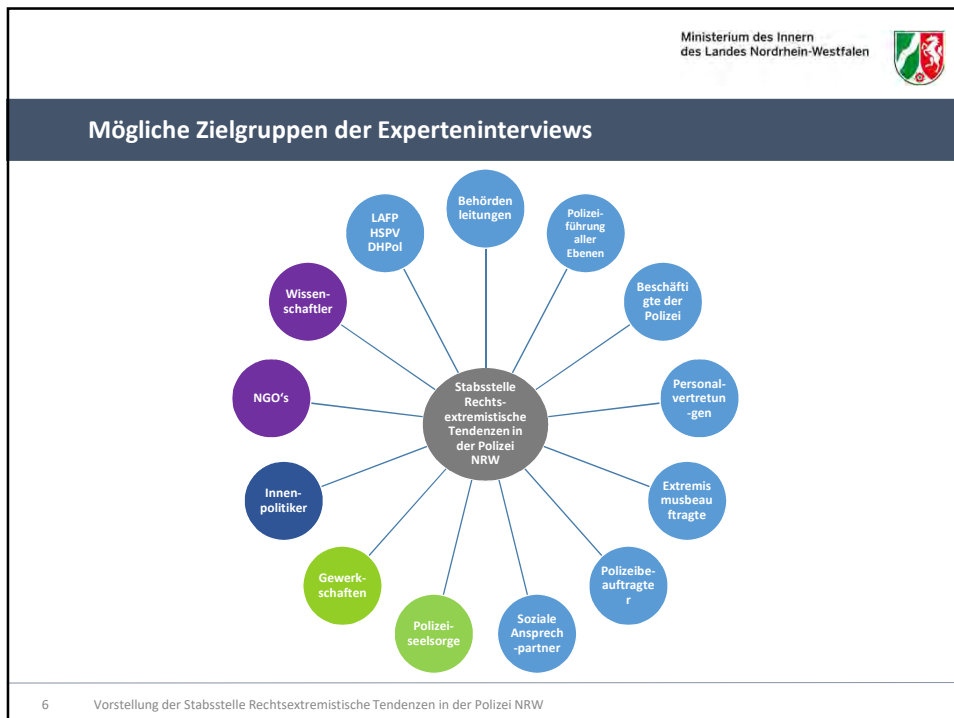 Ministerium des Innern
des Landes Nordrhein-Westfalen
Mögliche Zielgruppen der Experteninterviews
Behörden
leitungen
Polizei-
führung
aller
Ebenen
Beschäfti
gte der
Polizei
Personal-
vertretun
-gen
Extremis
musbeau
ftragte
Polizeibe-
auftragte
r
Soziale
Ansprech
-partner
Polizei-
seelsorge
Gewerk-
schaften
Innen-
politiker
NGO's
Wissen-
schaftler
LAFP
HSPV
DHPol
Stabsstelle
Rechts-
extremistische
Tendenzen in
der Polizei
NRW
6 Vorstellung der Stabsstelle Rechtsextremistische Tendenzen in der Polizei NRW